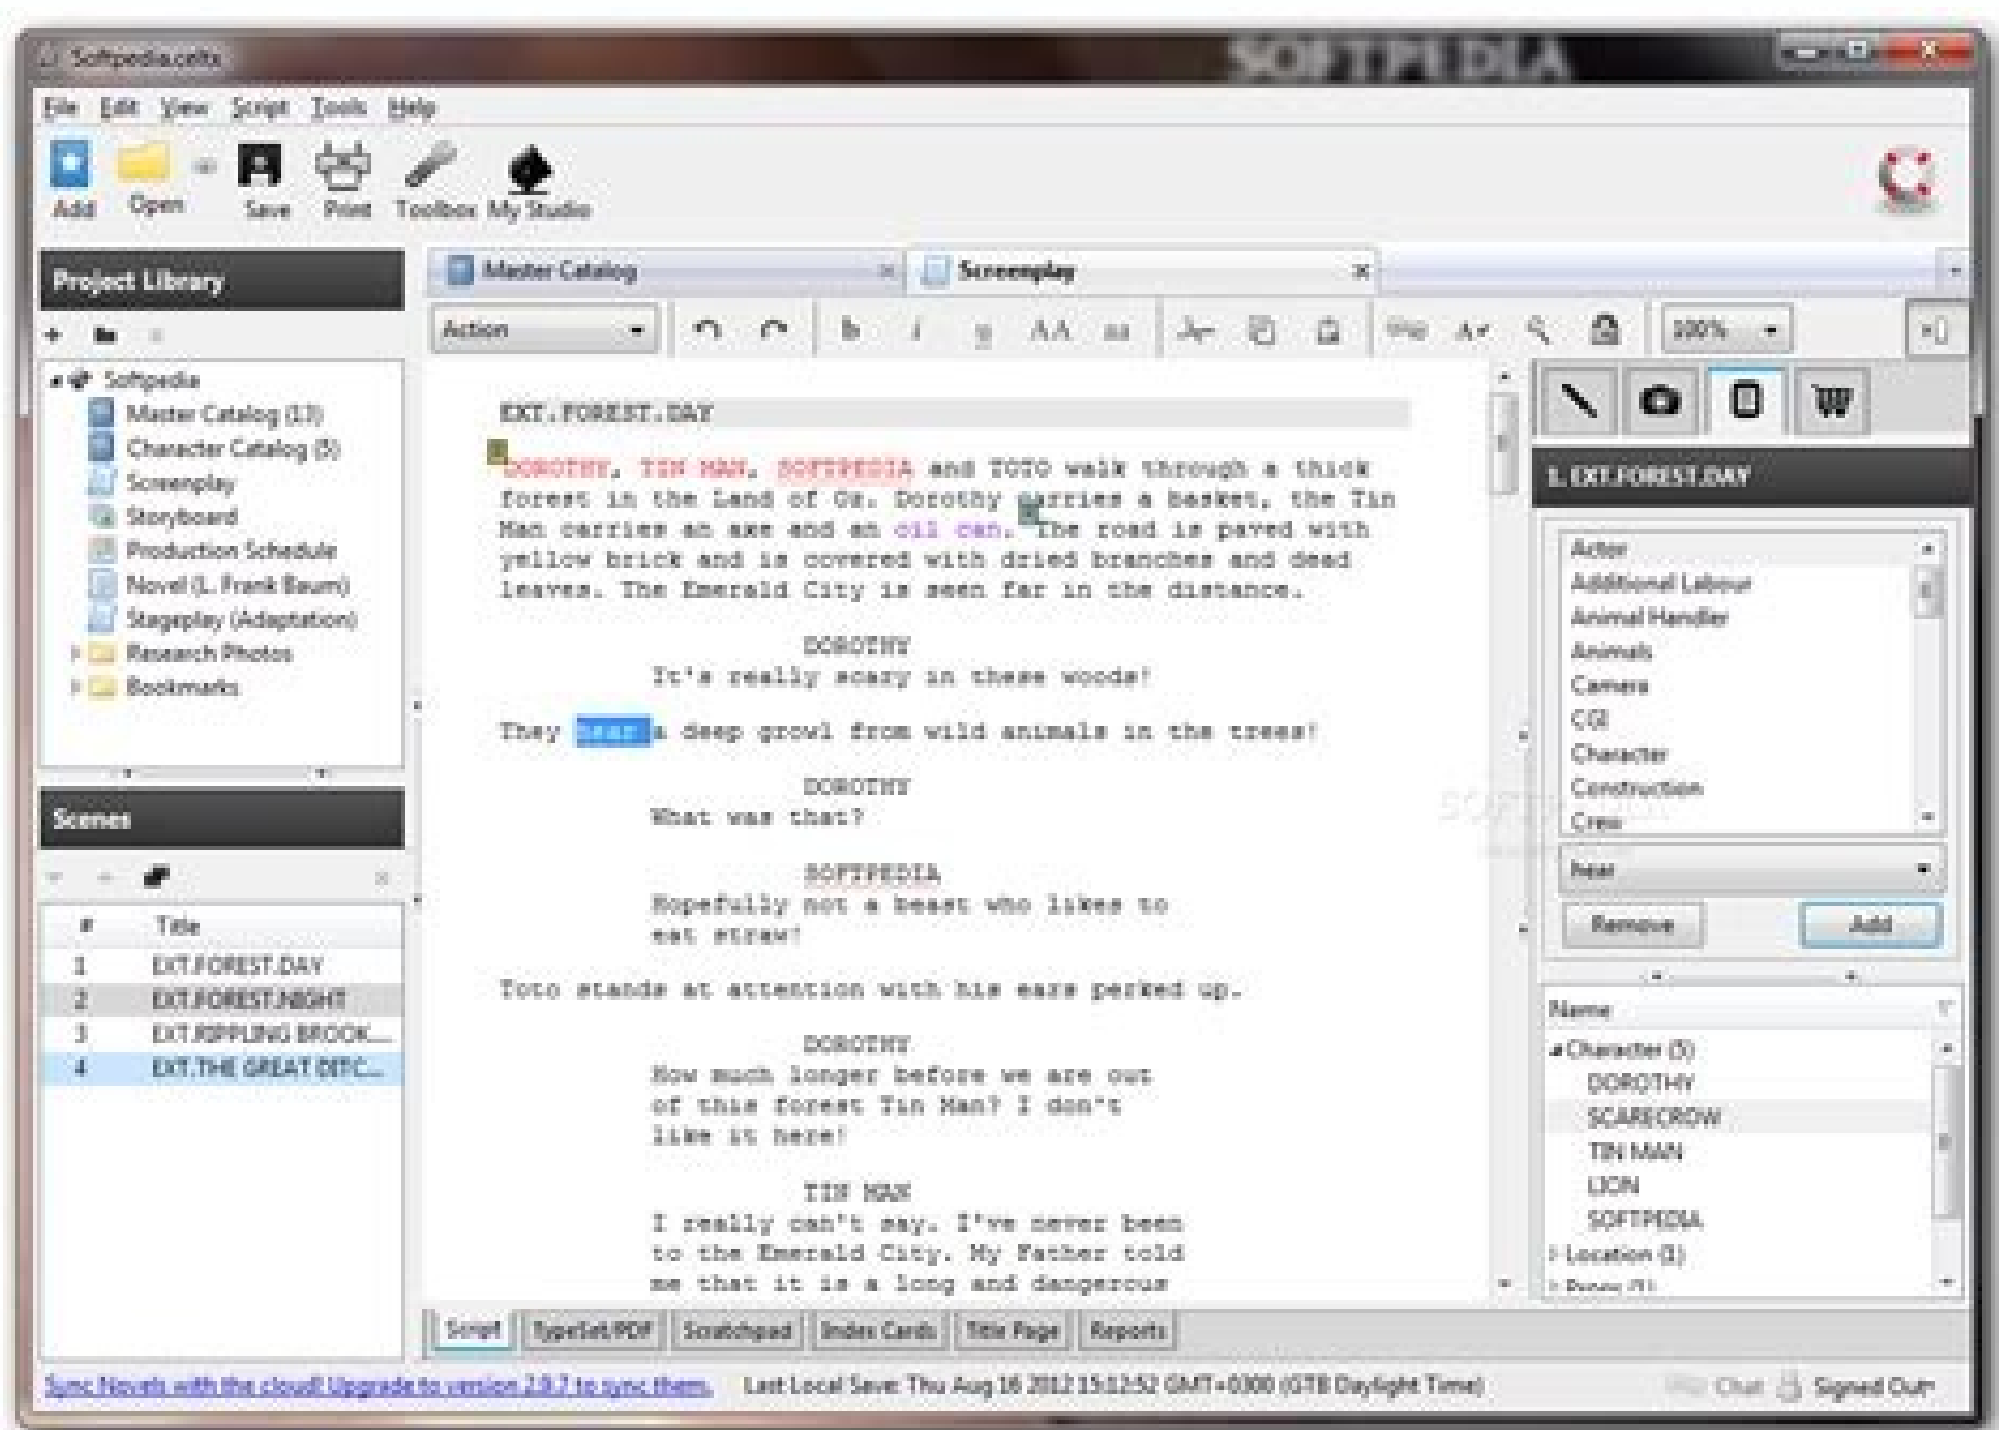 Softpedia.celtx
SOFTPEDIA
File Edit View Script Tools Help
Add Open Save Print Toolbox My Studio
Project Library
Softpedia
Master Catalog (13)
Character Catalog (5)
Screenplay
Storyboard
Production Schedule
Novel (L. Frank Baum)
Stageplay (Adaptation)
Research Photos
Bookmarks
Scenes
# Title
1 EXT.FOREST.DAY
2 EXT.FOREST.NIGHT
3 EXT.RIPPLING BROOK....
4 EXT.THE GREAT DITC...
Master Catalog
Screenplay
Action b i u AA aa 100%
EXT.FOREST.DAY
DOROTHY, TIN MAN, SOFTPEDIA and TOTO walk through a thick
forest in the Land of Oz. Dorothy carries a basket, the Tin
Man carries an axe and an oil can. The road is paved with
yellow brick and is covered with dried branches and dead
leaves. The Emerald City is seen far in the distance.
DOROTHY
It's really scary in these woods!
They hear a deep growl from wild animals in the trees!
DOROTHY
What was that?
SOFTPEDIA
Hopefully not a beast who likes to
eat straw!
Toto stands at attention with his ears perked up.
DOROTHY
How much longer before we are out
of this forest Tin Man? I don't
like it here!
TIN MAN
I really can't say. I've never been
to the Emerald City. My Father told
me that it is a long and dangerous
Script TypeSet/PDF Scratchpad Index Cards Title Page Reports
1. EXT.FOREST.DAY
Actor
Additional Labour
Animal Handler
Animals
Camera
CGI
Character
Construction
Crew
hear
Remove Add
Name
Character (5)
DOROTHY
SCARECROW
TIN MAN
LION
SOFTPEDIA
Location (1)
Sync Novels with the cloud! Upgrade to version 2.9.7 to sync them. Last Local Save: Thu Aug 16 2012 15:12:52 GMT+0300 (GTB Daylight Time) Chat Signed Out